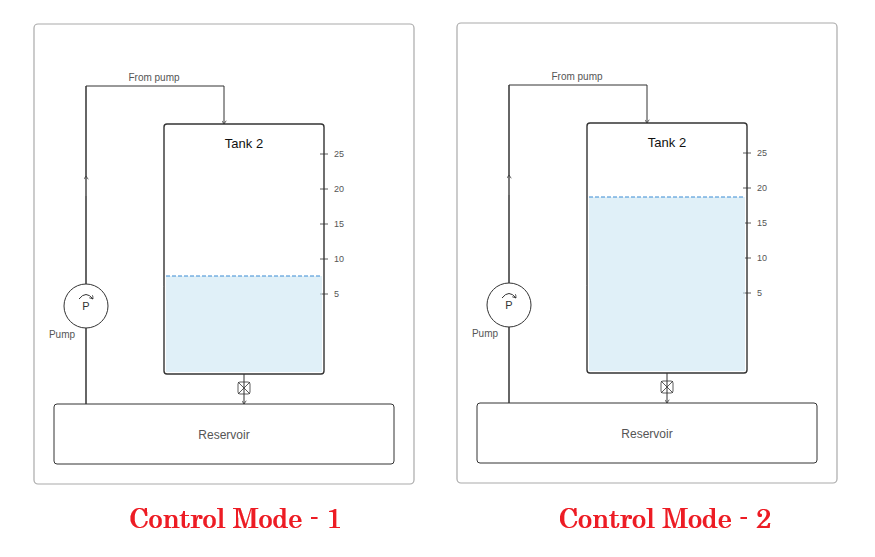 From pump
Tank 2
25
20
15
10
5
P
Pump
Reservoir
Control Mode - 1
From pump
Tank 2
25
20
15
10
5
P
Pump
Reservoir
Control Mode - 2